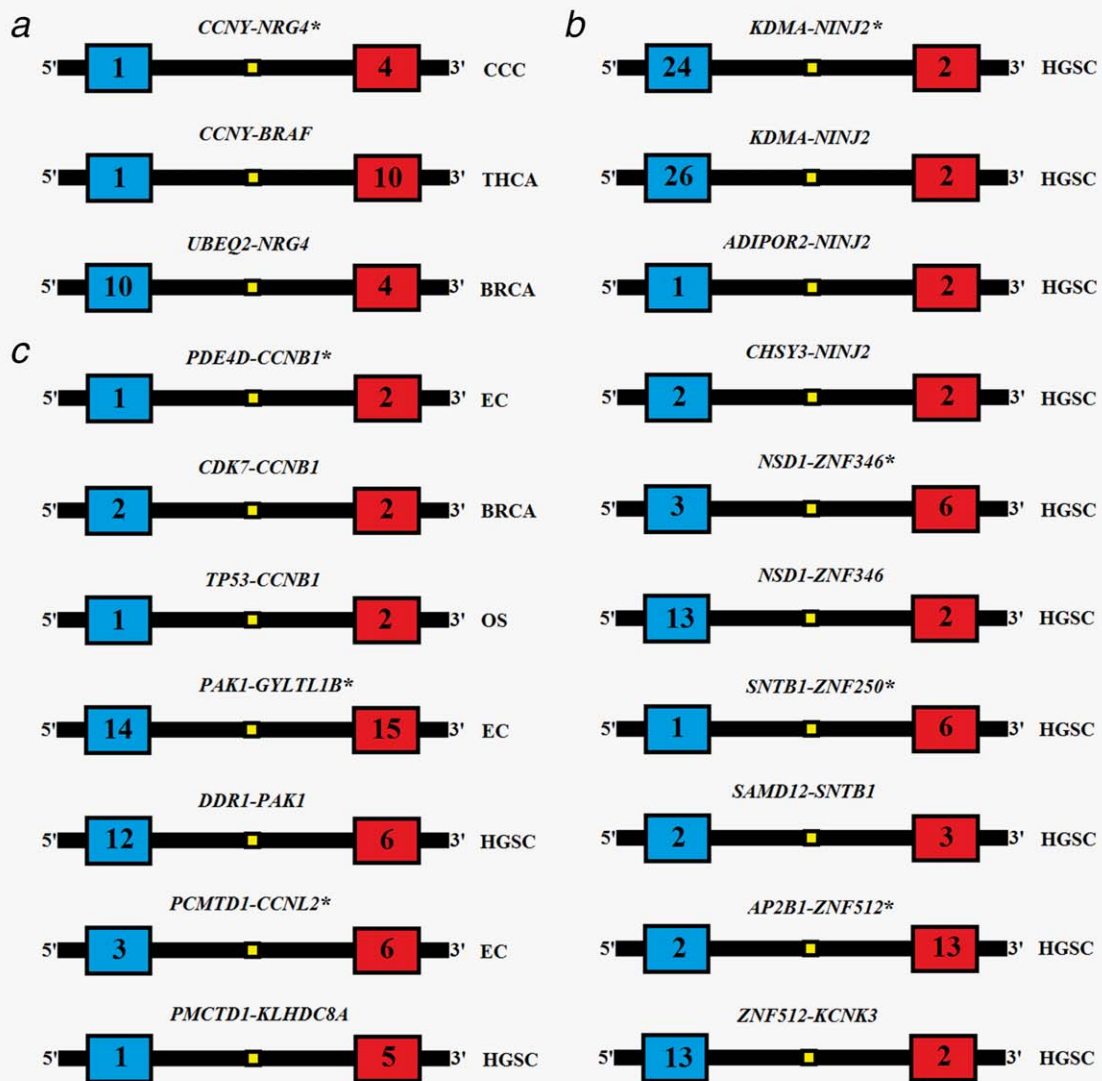 a
CCNY-NRG4*
5' 1 4 3' CCC
CCNY-BRAF
5' 1 10 3' THCA
UBEQ2-NRG4
5' 10 4 3' BRCA
b
KDMA-NINJ2*
5' 24 2 3' HGSC
KDMA-NINJ2
5' 26 2 3' HGSC
ADIPOR2-NINJ2
5' 1 2 3' HGSC
CHSY3-NINJ2
5' 2 2 3' HGSC
NSD1-ZNF346*
5' 3 6 3' HGSC
NSD1-ZNF346
5' 13 2 3' HGSC
SNTB1-ZNF250*
5' 1 6 3' HGSC
SAMD12-SNTB1
5' 2 3 3' HGSC
AP2B1-ZNF512*
5' 2 13 3' HGSC
ZNF512-KCNK3
5' 13 2 3' HGSC
c
PDE4D-CCNB1*
5' 1 2 3' EC
CDK7-CCNB1
5' 2 2 3' BRCA
TP53-CCNB1
5' 1 2 3' OS
PAK1-GYLTL1B*
5' 14 15 3' EC
DDR1-PAK1
5' 12 6 3' HGSC
PCMTD1-CCNL2*
5' 3 6 3' EC
PMCTD1-KLHDC8A
5' 1 5 3' HGSC